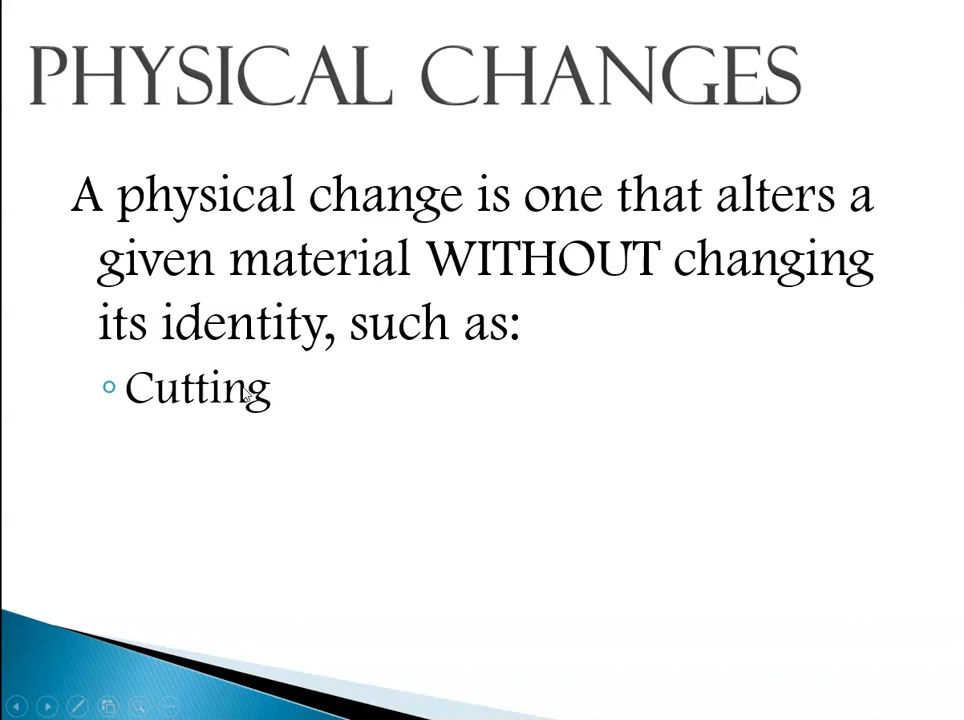 PHYSICAL CHANGES
A physical change is one that alters a
given material WITHOUT changing
its identity, such as:
◦ Cutting